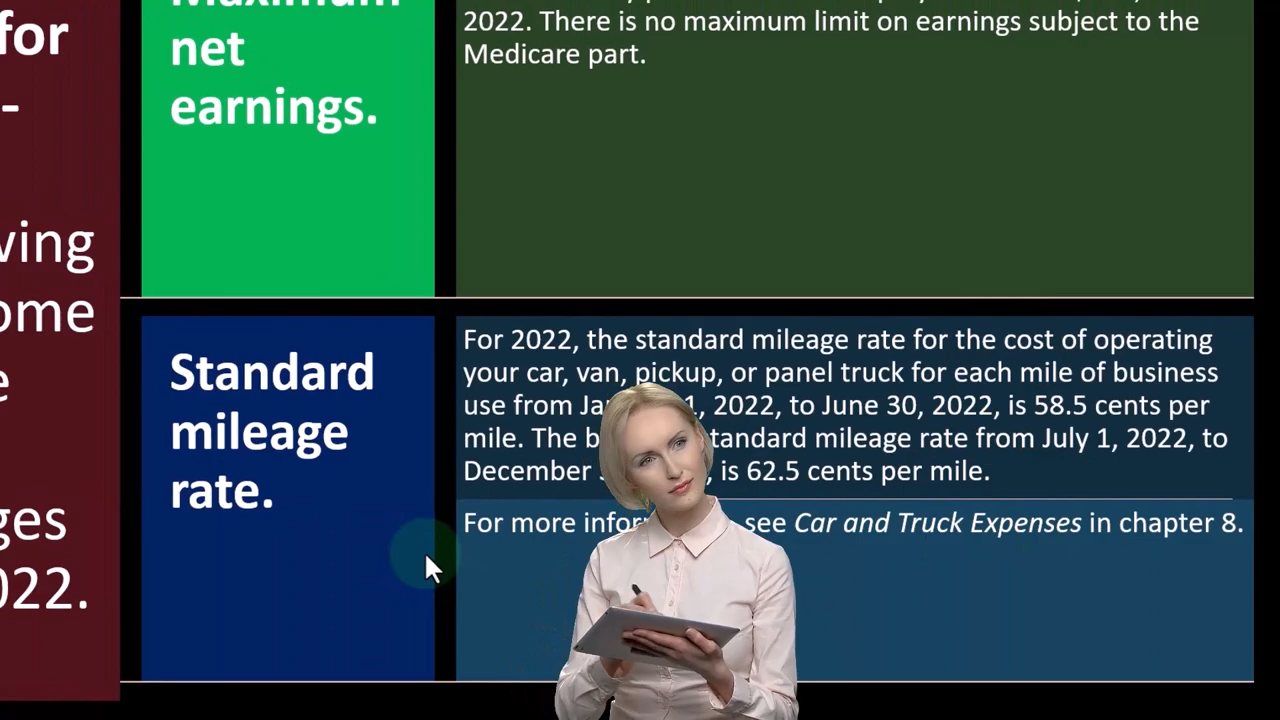 for
-
ving
ome
e
ges
022.
Maximum
net
earnings.
2022. There is no maximum limit on earnings subject to the
Medicare part.
Standard
mileage
rate.
For 2022, the standard mileage rate for the cost of operating
your car, van, pickup, or panel truck for each mile of business
use from Ja 1, 2022, to June 30, 2022, is 58.5 cents per
mile. The b tandard mileage rate from July 1, 2022, to
December , is 62.5 cents per mile.
For more infor see Car and Truck Expenses in chapter 8.